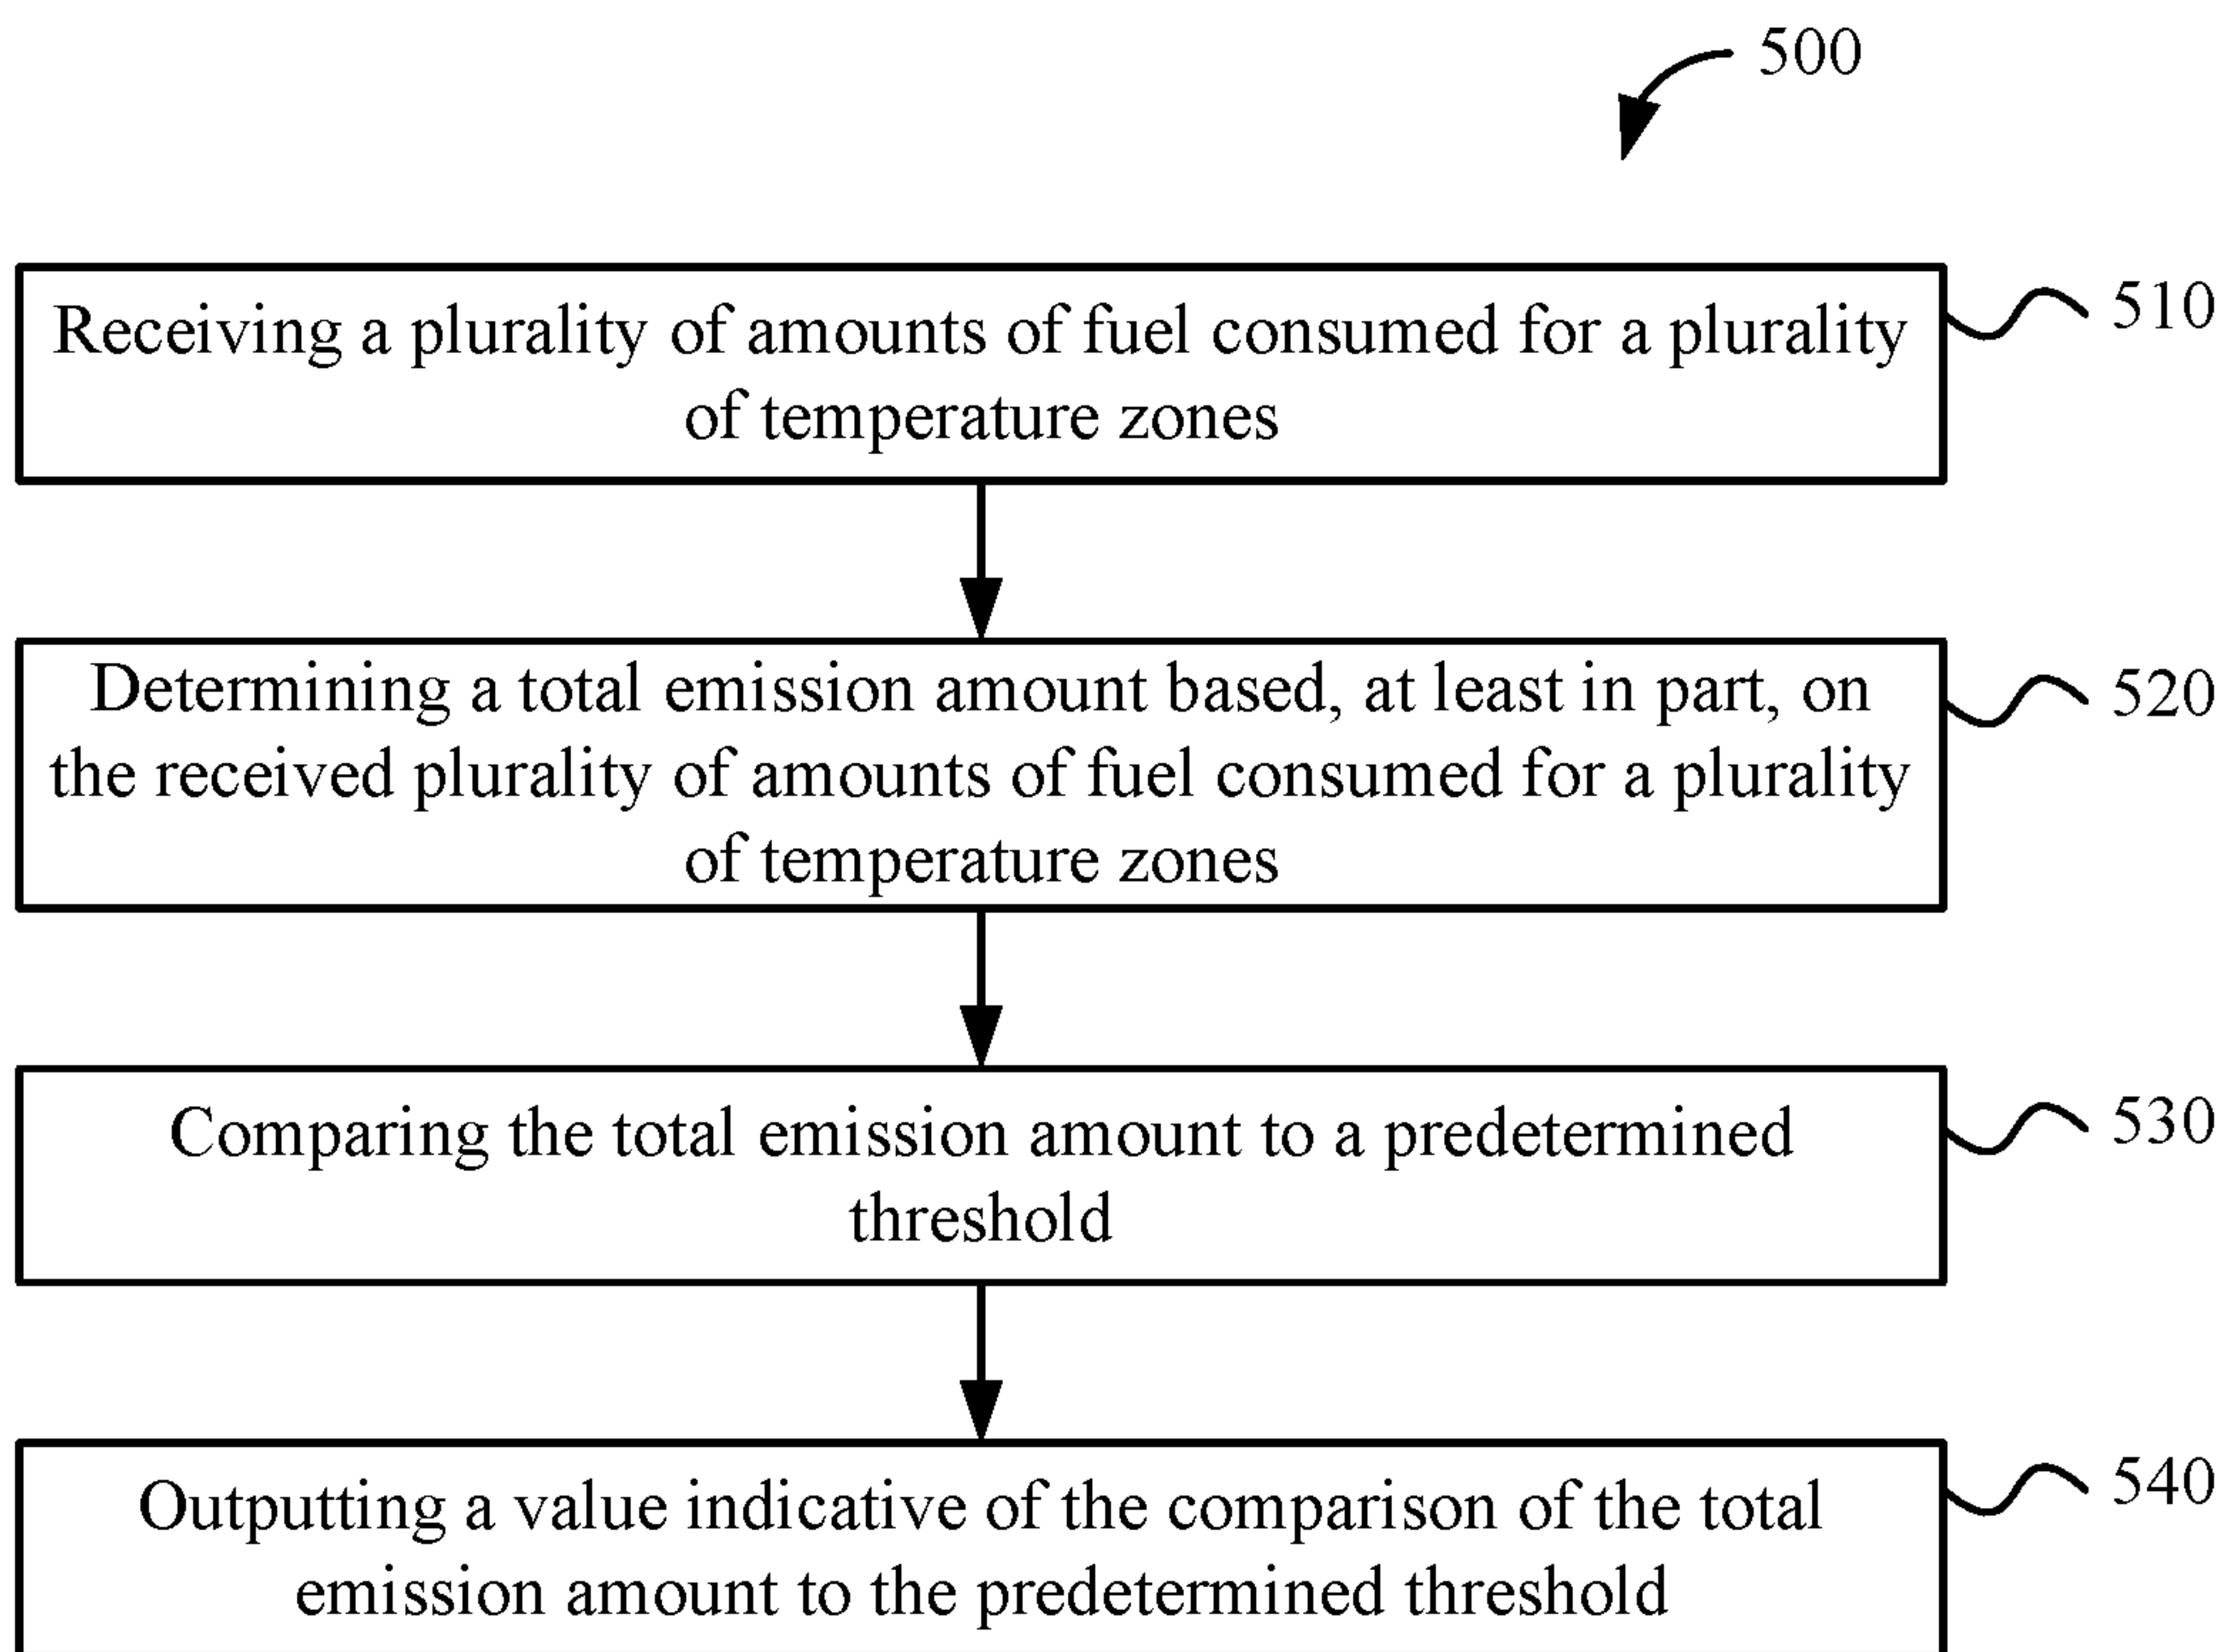 500
Receiving a plurality of amounts of fuel consumed for a plurality
of temperature zones
510
Determining a total emission amount based, at least in part, on
the received plurality of amounts of fuel consumed for a plurality
of temperature zones
520
Comparing the total emission amount to a predetermined
threshold
530
Outputting a value indicative of the comparison of the total
emission amount to the predetermined threshold
540